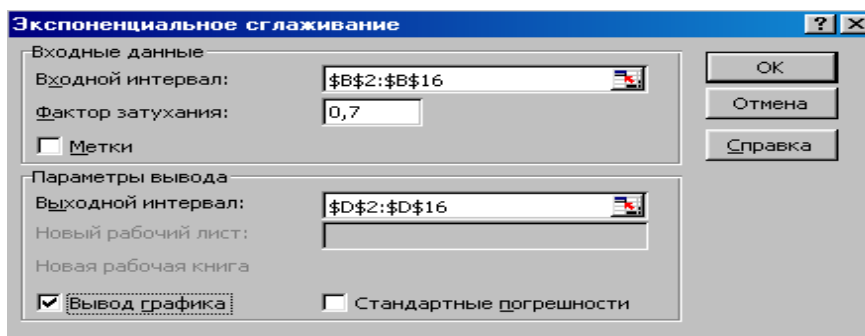 Экспоненциальное сглаживание
Входные данные
Входной интервал:
$B$2:$B$16
Фактор затухания:
0,7
Метки
ОК
Отмена
Справка
Параметры вывода
Выходной интервал:
$D$2:$D$16
Новый рабочий лист:
Новая рабочая книга
Вывод графика
Стандартные погрешности